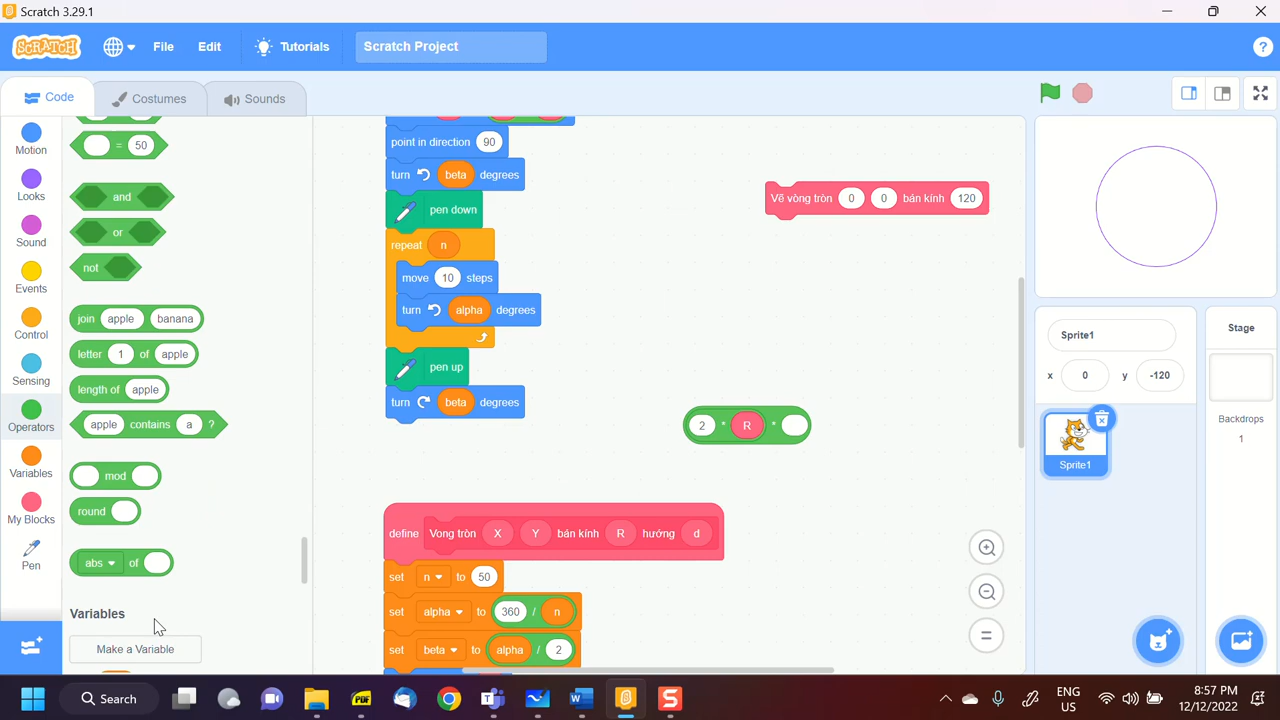 Scratch 3.29.1
SCRATCH
File
Edit
Tutorials
Scratch Project
?
Code
Costumes
Sounds
Motion
Looks
Sound
Events
Control
Sensing
Operators
Variables
My Blocks
Pen
= 50
and
or
not
join apple banana
letter 1 of apple
length of apple
apple contains a ?
mod
round
abs of
Variables
Make a Variable
point in direction 90
turn beta degrees
pen down
repeat n
move 10 steps
turn alpha degrees
pen up
turn beta degrees
Vẽ vòng tròn 0 0 bán kính 120
2 * R *
define Vong tròn X Y bán kính R hướng d
set n to 50
set alpha to 360 / n
set beta to alpha / 2
Sprite1
x 0 y -120
Sprite1
Stage
Backdrops
1
Search
PDF
ENG
US
8:57 PM
12/12/2022